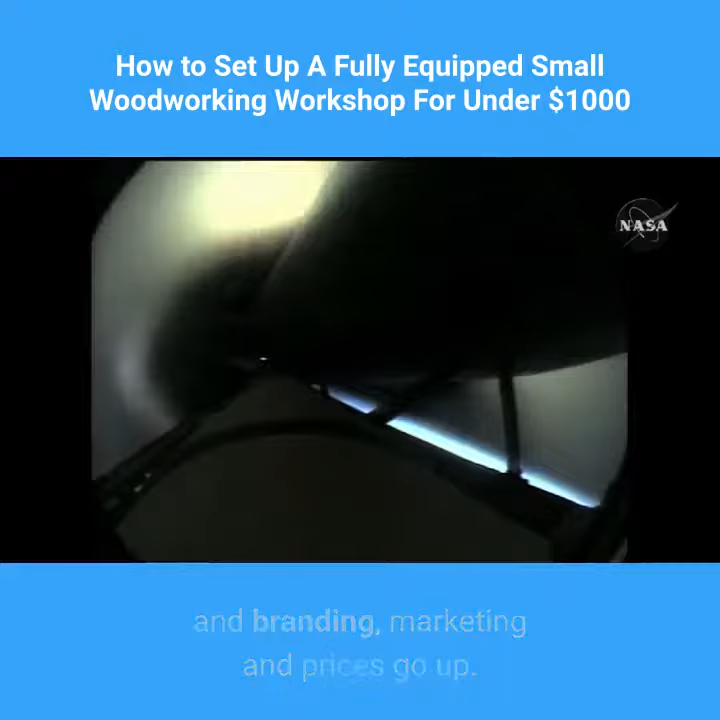 How to Set Up A Fully Equipped Small
Woodworking Workshop For Under $1000
NASA
and branding, marketing
and prices go up.